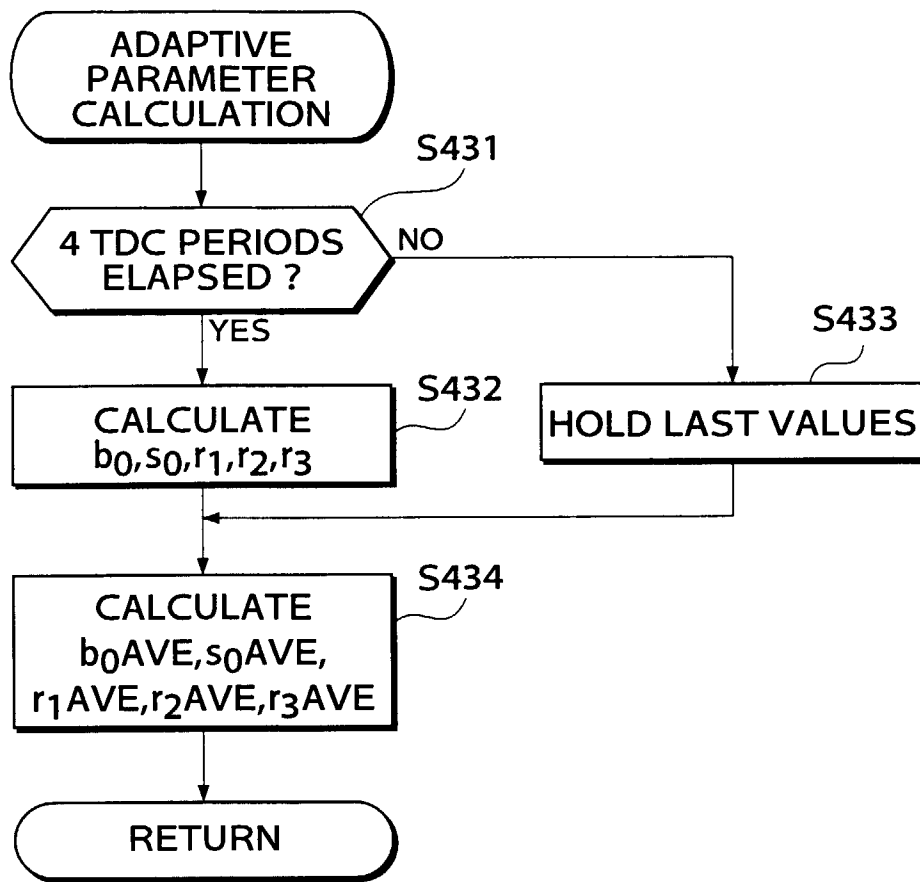 ADAPTIVE
PARAMETER
CALCULATION
S431
4 TDC PERIODS
ELAPSED ?
NO
YES
S433
HOLD LAST VALUES
S432
CALCULATE
b0,s0,r1,r2,r3
S434
CALCULATE
b0AVE,s0AVE,
r1AVE,r2AVE,r3AVE
RETURN